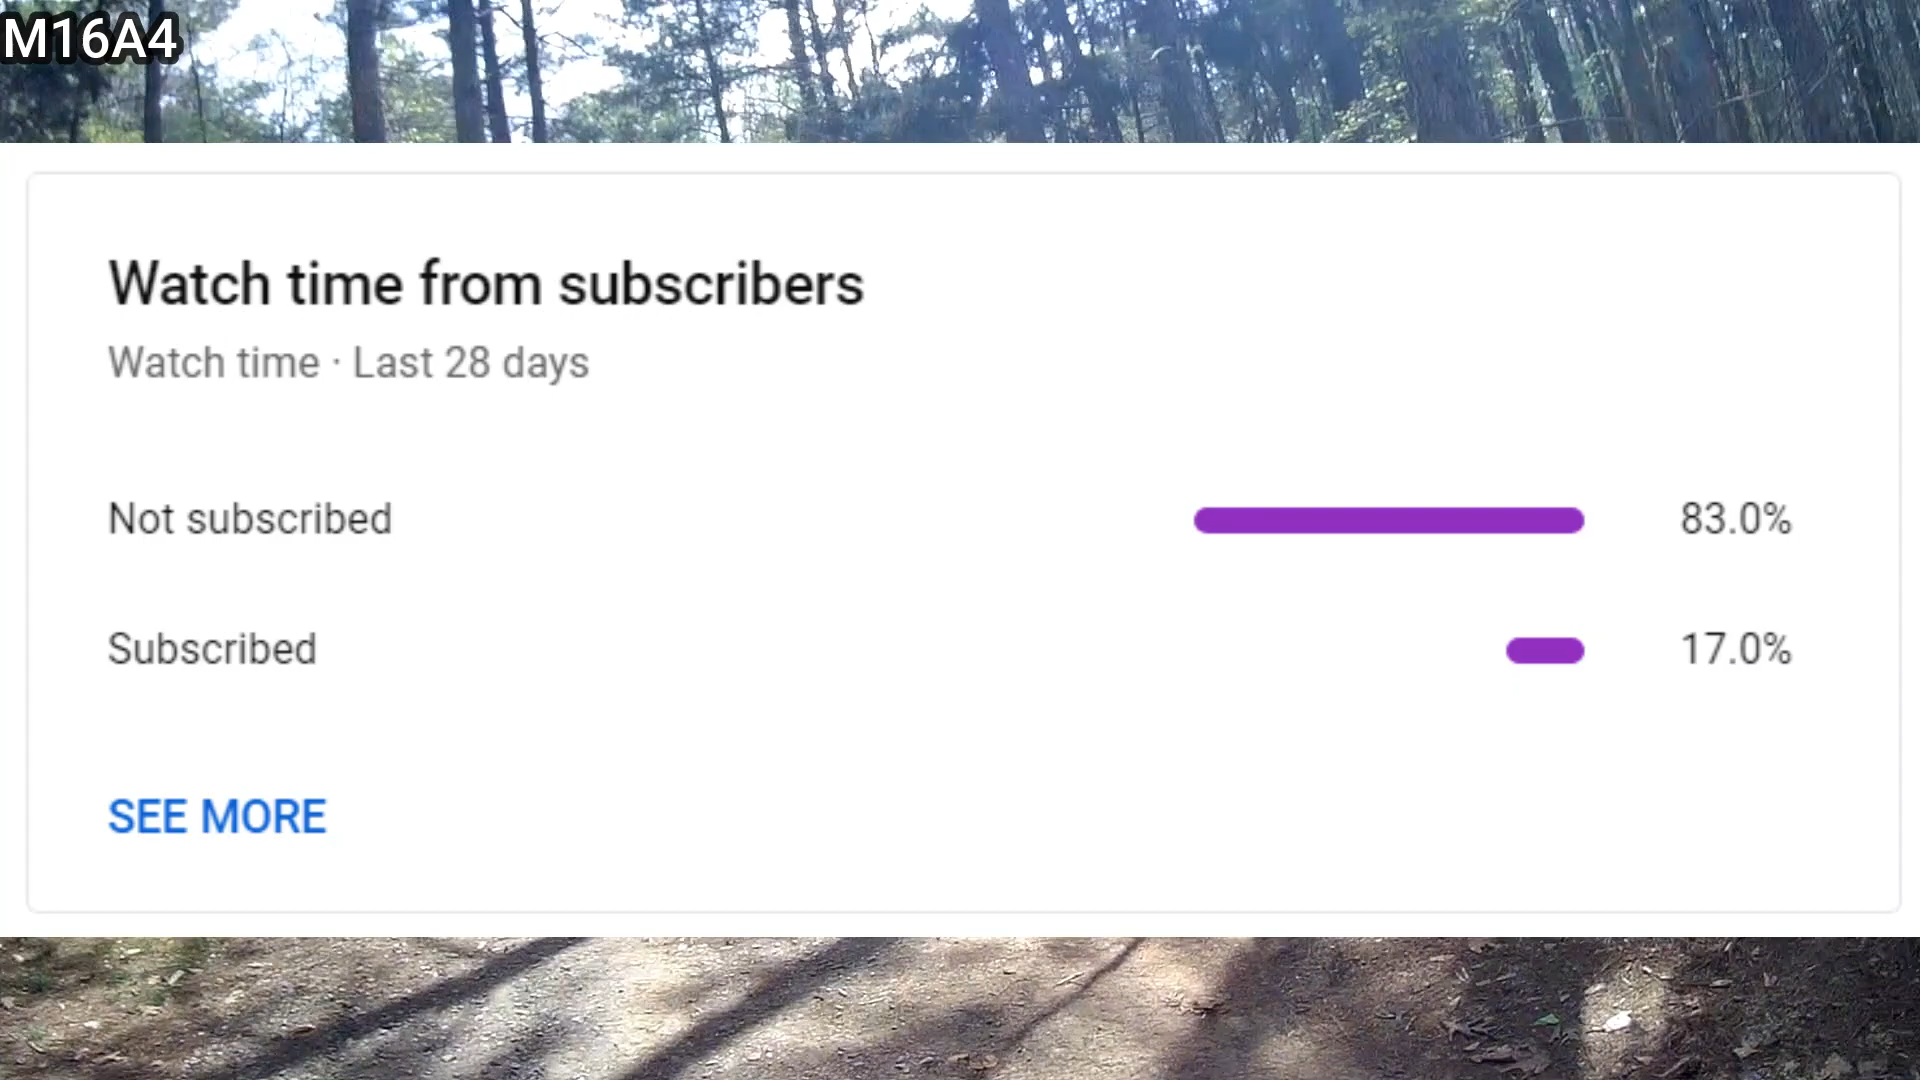 M16A4
Watch time from subscribers
Watch time · Last 28 days
Not subscribed 83.0%
Subscribed 17.0%
SEE MORE